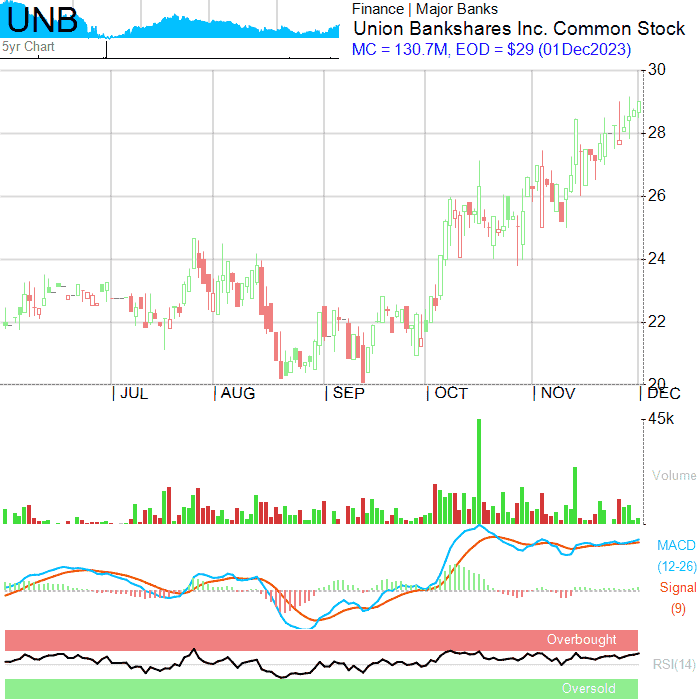 UNB
5yr Chart
Finance | Major Banks
Union Bankshares Inc. Common Stock
MC = 130.7M, EOD = $29 (01Dec2023)
30
28
26
24
22
20
| JUL | AUG | SEP | OCT | NOV | DEC
45k
Volume
MACD
(12-26)
Signal
(9)
Overbought
RSI(14)
Oversold